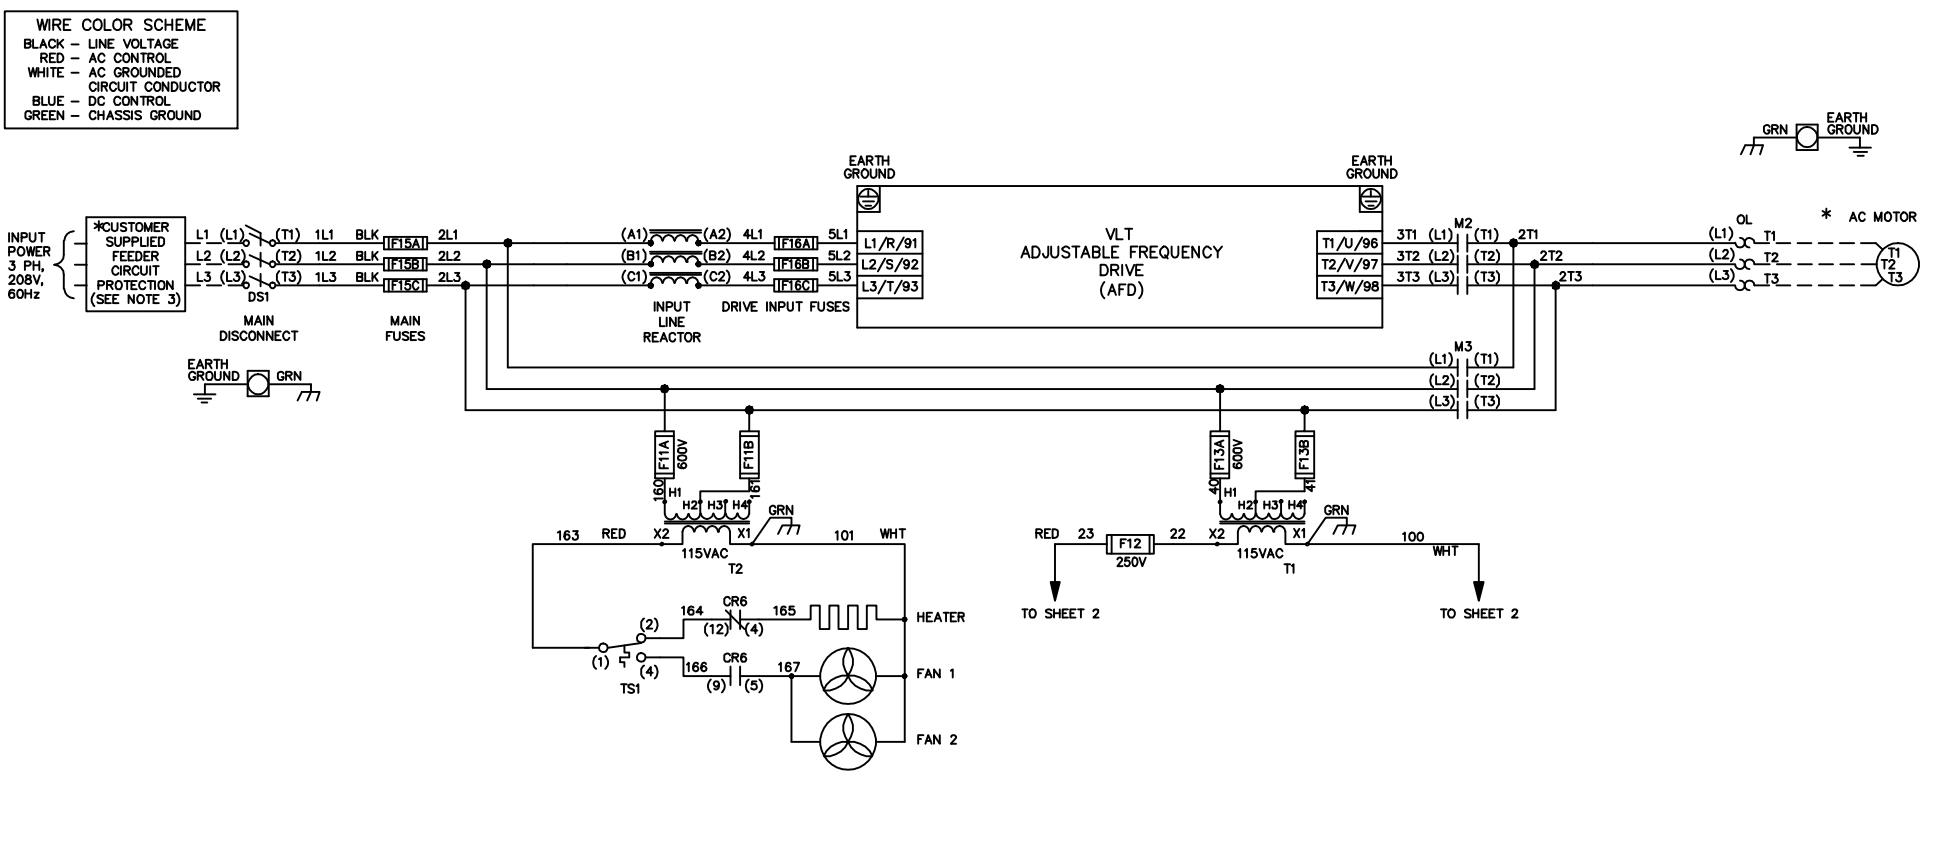 WIRE COLOR SCHEME
BLACK – LINE VOLTAGE
RED – AC CONTROL
WHITE – AC GROUNDED
CIRCUIT CONDUCTOR
BLUE – DC CONTROL
GREEN – CHASSIS GROUND
GRN
EARTH
GROUND
* AC MOTOR
INPUT
POWER
3 PH,
208V,
60Hz
*CUSTOMER
SUPPLIED
FEEDER
CIRCUIT
PROTECTION
(SEE NOTE 3)
L1 (L1) (T1) 1L1 BLK F15A 2L1
L2 (L2) (T2) 1L2 BLK F15B 2L2
L3 (L3) (T3) 1L3 BLK F15C 2L3
DS1
MAIN
DISCONNECT
MAIN
FUSES
EARTH
GROUND
GRN
(A1) (A2) 4L1 F16A 5L1
(B1) (B2) 4L2 F16B 5L2
(C1) (C2) 4L3 F16C 5L3
INPUT
LINE
REACTOR
DRIVE INPUT FUSES
EARTH
GROUND
EARTH
GROUND
L1/R/91
L2/S/92
L3/T/93
VLT
ADJUSTABLE FREQUENCY
DRIVE
(AFD)
T1/U/96
T2/V/97
T3/W/98
M2
3T1 (L1) (T1) 2T1
3T2 (L2) (T2) 2T2
3T3 (L3) (T3) 2T3
OL
(L1) T1
(L2) T2
(L3) T3
T1
T2
T3
M3
(L1) (T1)
(L2) (T2)
(L3) (T3)
F11A
600V
F11B
160
161
H1
H2 H3 H4
GRN
163 RED X2 X1 101 WHT
115VAC
T2
F13A
600V
F13B
40
41
H1
H2 H3 H4
GRN
RED 23 F12 22 X2 X1 100
WHT
250V
115VAC
T1
TO SHEET 2
TO SHEET 2
164 CR6 165
(12) (4)
HEATER
(2)
(1)
(4)
TS1
166 CR6 167
(9) (5)
FAN 1
FAN 2